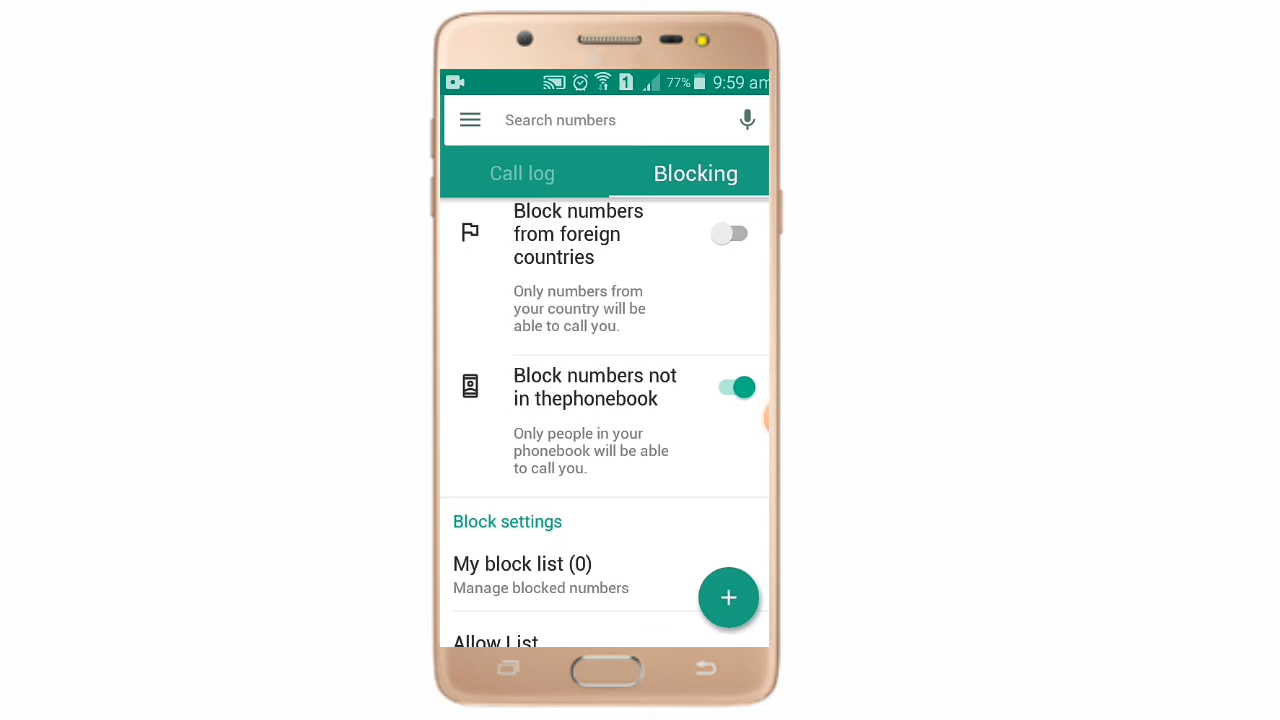 77% 9:59 am
Search numbers
Call log Blocking
Block numbers
from foreign
countries
Only numbers from
your country will be
able to call you.
Block numbers not
in thephonebook
Only people in your
phonebook will be able
to call you.
Block settings
My block list (0)
Manage blocked numbers
+
Allow List